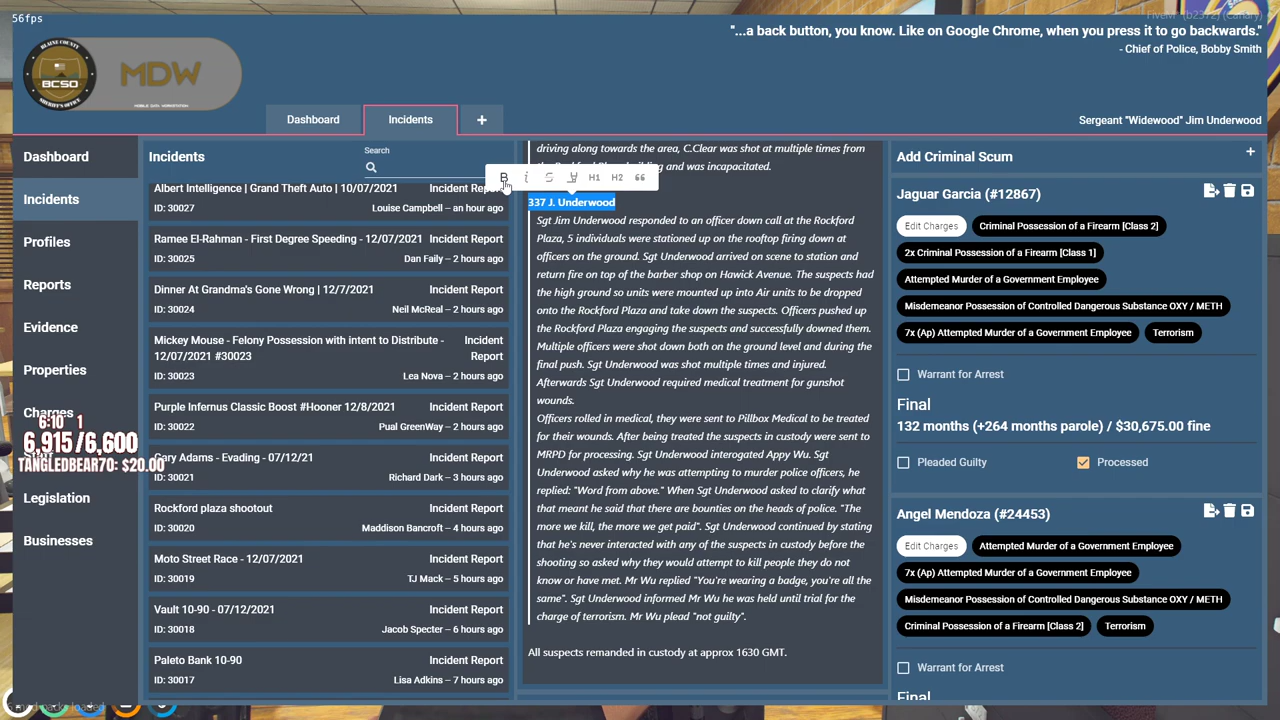 56fps
FiveM® (b2372) (Canary)
"...a back button, you know. Like on Google Chrome, when you press it to go backwards."
- Chief of Police, Bobby Smith
BLAINE COUNTY
BCSO
SHERIFF'S OFFICE
MDW
MOBILE DATA WORKSTATION
Dashboard
Incidents
+
Sergeant "Widewood" Jim Underwood
Dashboard
Incidents
Profiles
Reports
Evidence
Properties
Charges
Legislation
Businesses
6:10 1
6,915/6,600
TANGLEDBEAR70: $20.00
Incidents
Search
Albert Intelligence | Grand Theft Auto | 10/07/2021 Incident Report
ID: 30027 Louise Campbell – an hour ago
Ramee El-Rahman - First Degree Speeding - 12/07/2021 Incident Report
ID: 30025 Dan Faily – 2 hours ago
Dinner At Grandma's Gone Wrong | 12/7/2021 Incident Report
ID: 30024 Neil McReal – 2 hours ago
Mickey Mouse - Felony Possession with intent to Distribute - Incident
12/07/2021 #30023 Report
ID: 30023 Lea Nova – 2 hours ago
Purple Infernus Classic Boost #Hooner 12/8/2021 Incident Report
ID: 30022 Pual GreenWay – 2 hours ago
Gary Adams - Evading - 07/12/21 Incident Report
ID: 30021 Richard Dark – 3 hours ago
Rockford plaza shootout Incident Report
ID: 30020 Maddison Bancroft – 4 hours ago
Moto Street Race - 12/07/2021 Incident Report
ID: 30019 TJ Mack – 5 hours ago
Vault 10-90 - 07/12/2021 Incident Report
ID: 30018 Jacob Specter – 6 hours ago
Paleto Bank 10-90 Incident Report
ID: 30017 Lisa Adkins – 7 hours ago
driving along towards the area, C.Clear was shot at multiple times from
and was incapacitated.
B i S H1 H2 "
337 J. Underwood
Sgt Jim Underwood responded to an officer down call at the Rockford
Plaza, 5 individuals were stationed up on the rooftop firing down at
officers on the ground. Sgt Underwood arrived on scene to station and
return fire on top of the barber shop on Hawick Avenue. The suspects had
the high ground so units were mounted up into Air units to be dropped
onto the Rockford Plaza and take down the suspects. Officers pushed up
the Rockford Plaza engaging the suspects and successfully downed them.
Multiple officers were shot down both on the ground level and during the
final push. Sgt Underwood was shot multiple times and injured.
Afterwards Sgt Underwood required medical treatment for gunshot
wounds.
Officers rolled in medical, they were sent to Pillbox Medical to be treated
for their wounds. After being treated the suspects in custody were sent to
MRPD for processing. Sgt Underwood interrogated Appy Wu. Sgt
Underwood asked why he was attempting to murder police officers, he
replied: "Word from above." When Sgt Underwood asked to clarify what
that meant he said that there are bounties on the heads of police. "The
more we kill, the more we get paid". Sgt Underwood continued by stating
that he's never interacted with any of the suspects in custody before the
shooting so asked why they would attempt to kill people they do not
know or have met. Mr Wu replied "You're wearing a badge, you're all the
same". Sgt Underwood informed Mr Wu he was held until trial for the
charge of terrorism. Mr Wu plead "not guilty".
All suspects remanded in custody at approx 1630 GMT.
Add Criminal Scum +
Jaguar Garcia (#12867)
Edit Charges Criminal Possession of a Firearm [Class 2]
2x Criminal Possession of a Firearm [Class 1]
Attempted Murder of a Government Employee
Misdemeanor Possession of Controlled Dangerous Substance OXY / METH
7x (Ap) Attempted Murder of a Government Employee Terrorism
Warrant for Arrest
Final
132 months (+264 months parole) / $30,675.00 fine
Pleaded Guilty Processed
Angel Mendoza (#24453)
Edit Charges Attempted Murder of a Government Employee
7x (Ap) Attempted Murder of a Government Employee
Misdemeanor Possession of Controlled Dangerous Substance OXY / METH
Criminal Possession of a Firearm [Class 2] Terrorism
Warrant for Arrest
Final